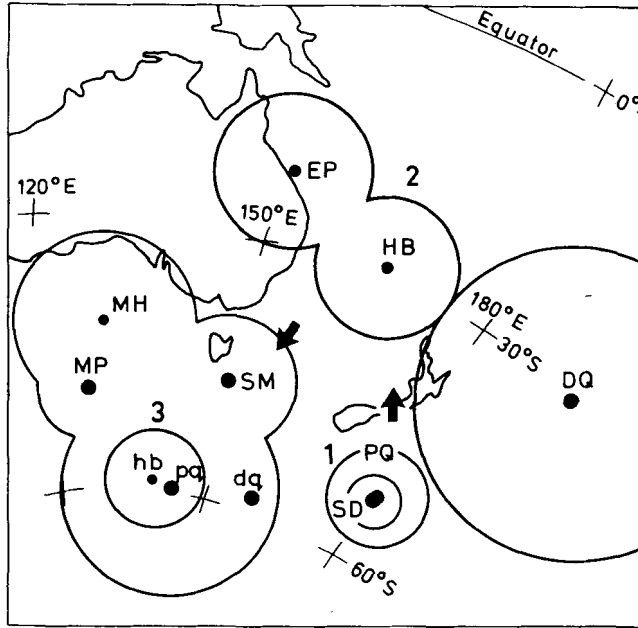 Equator
0°
120°E
EP
2
150°E
HB
MH
180°E
30°S
MP
SM
DQ
3
1
PQ
hb
pq
dq
SD
60°S